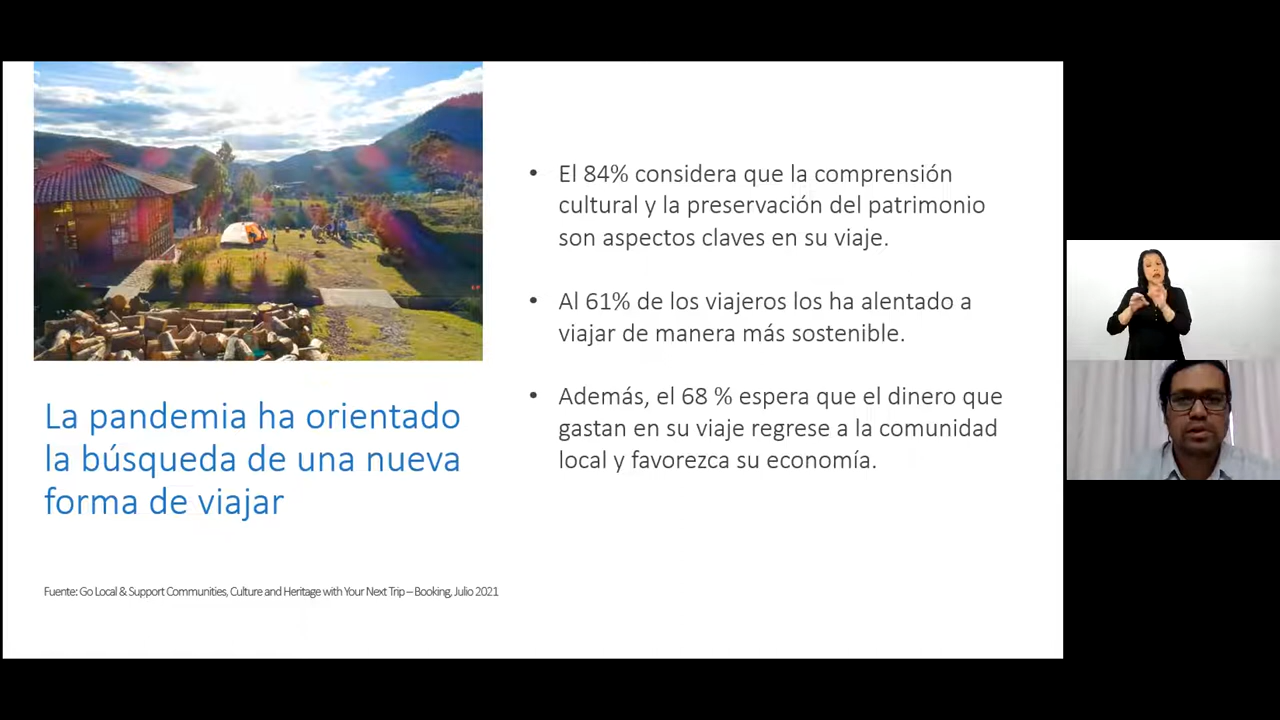 La pandemia ha orientado
la búsqueda de una nueva
forma de viajar
Fuente: Go Local & Support Communities, Culture and Heritage with Your Next Trip – Booking, Julio 2021
• El 84% considera que la comprensión
cultural y la preservación del patrimonio
son aspectos claves en su viaje.
• Al 61% de los viajeros los ha alentado a
viajar de manera más sostenible.
• Además, el 68 % espera que el dinero que
gastan en su viaje regrese a la comunidad
local y favorezca su economía.